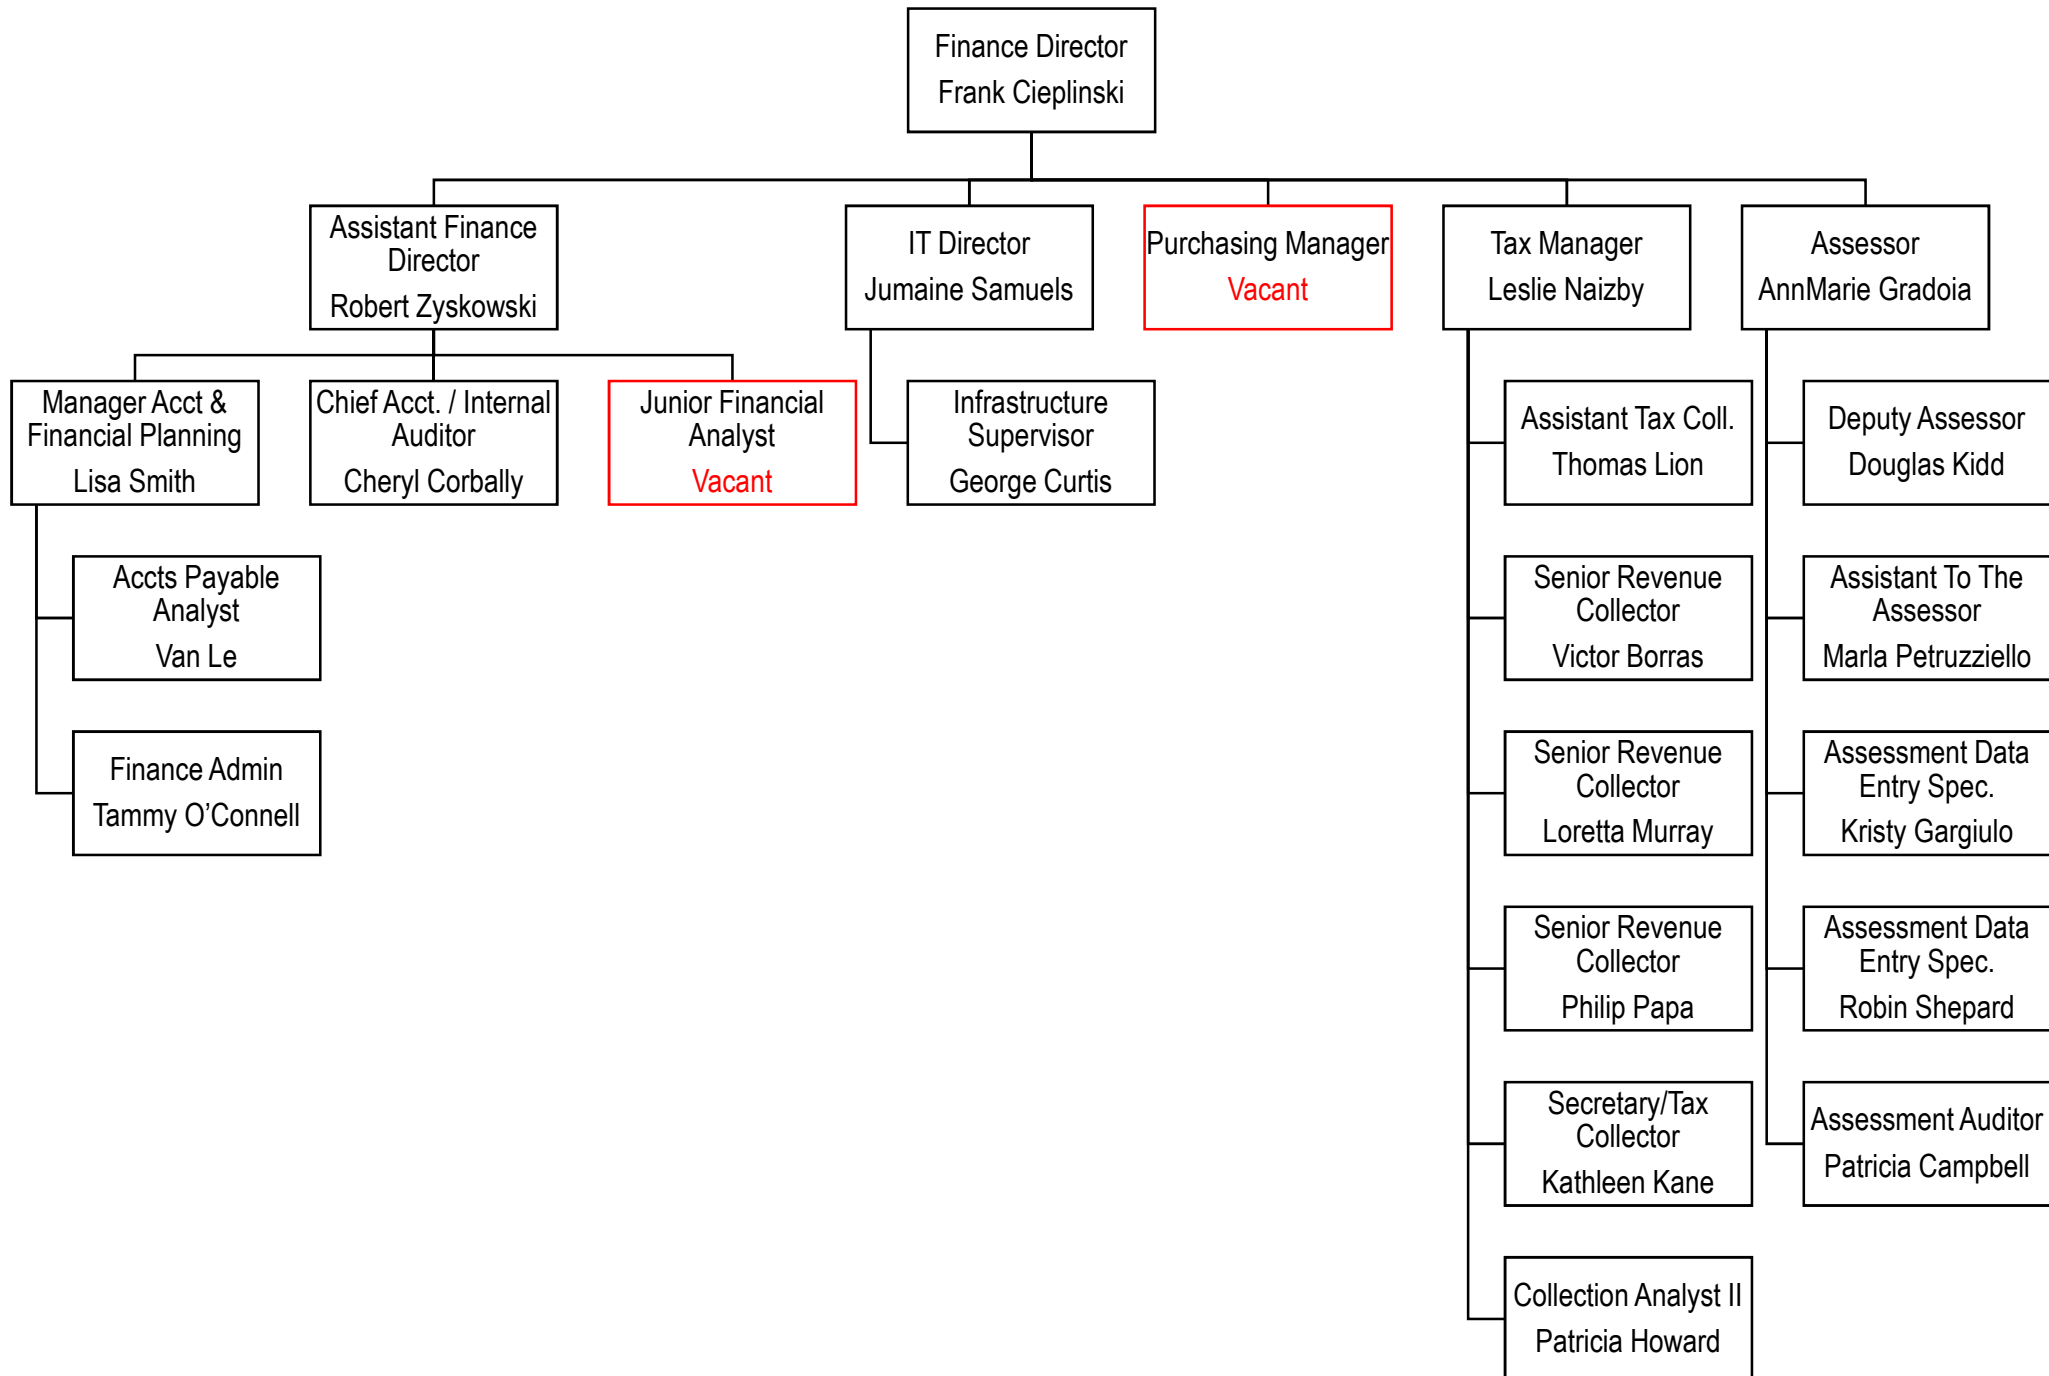 Finance Director
Frank Cieplinski
Assistant Finance
Director
Robert Zyskowski
IT Director
Jumaine Samuels
Purchasing Manager
Vacant
Tax Manager
Leslie Naizby
Assessor
AnnMarie Gradoia
Manager Acct &
Financial Planning
Lisa Smith
Chief Acct. / Internal
Auditor
Cheryl Corbally
Junior Financial
Analyst
Vacant
Infrastructure
Supervisor
George Curtis
Assistant Tax Coll.
Thomas Lion
Deputy Assessor
Douglas Kidd
Accts Payable
Analyst
Van Le
Senior Revenue
Collector
Victor Borras
Assistant To The
Assessor
Marla Petruzziello
Finance Admin
Tammy O’Connell
Senior Revenue
Collector
Loretta Murray
Assessment Data
Entry Spec.
Kristy Gargiulo
Senior Revenue
Collector
Philip Papa
Assessment Data
Entry Spec.
Robin Shepard
Secretary/Tax
Collector
Kathleen Kane
Assessment Auditor
Patricia Campbell
Collection Analyst II
Patricia Howard